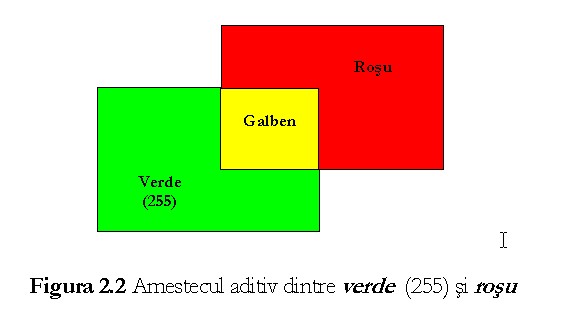 Roşu
Galben
Verde
(255)
Figura 2.2 Amestecul aditiv dintre verde (255) şi roşu